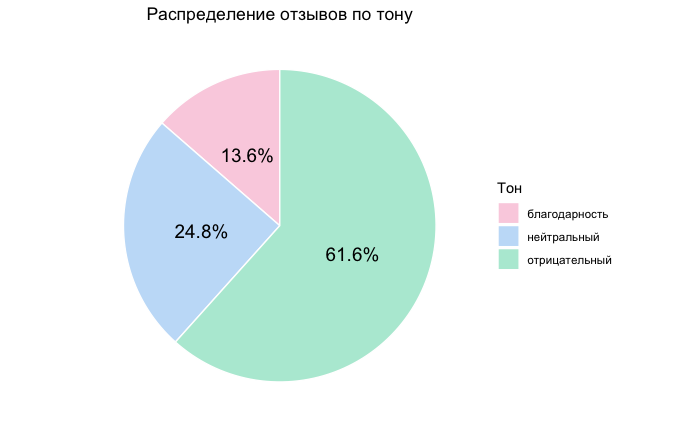 Распределение отзывов по тону
13.6%
24.8%
61.6%
Тон
благодарность
нейтральный
отрицательный